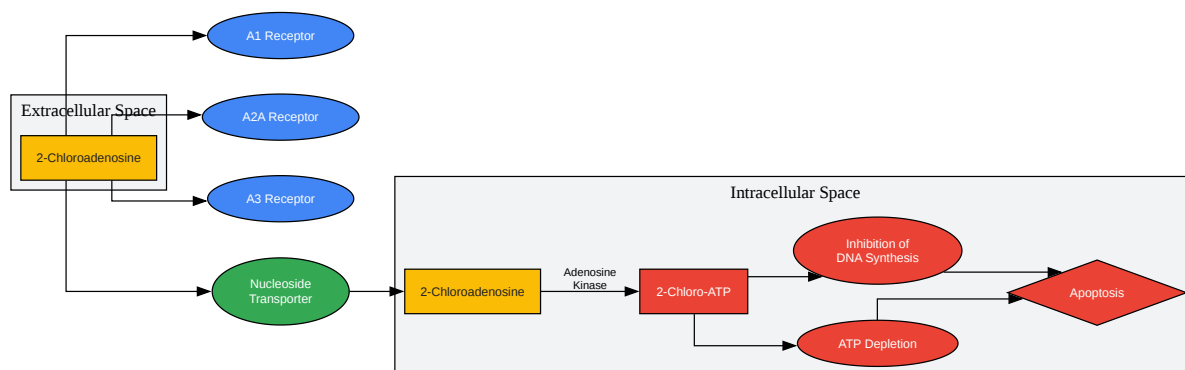 A1 Receptor
Extracellular Space
A2A Receptor
2-Chloroadenosine
A3 Receptor
Intracellular Space
Nucleoside
Transporter
2-Chloroadenosine
Adenosine
Kinase
2-Chloro-ATP
Inhibition of
DNA Synthesis
ATP Depletion
Apoptosis